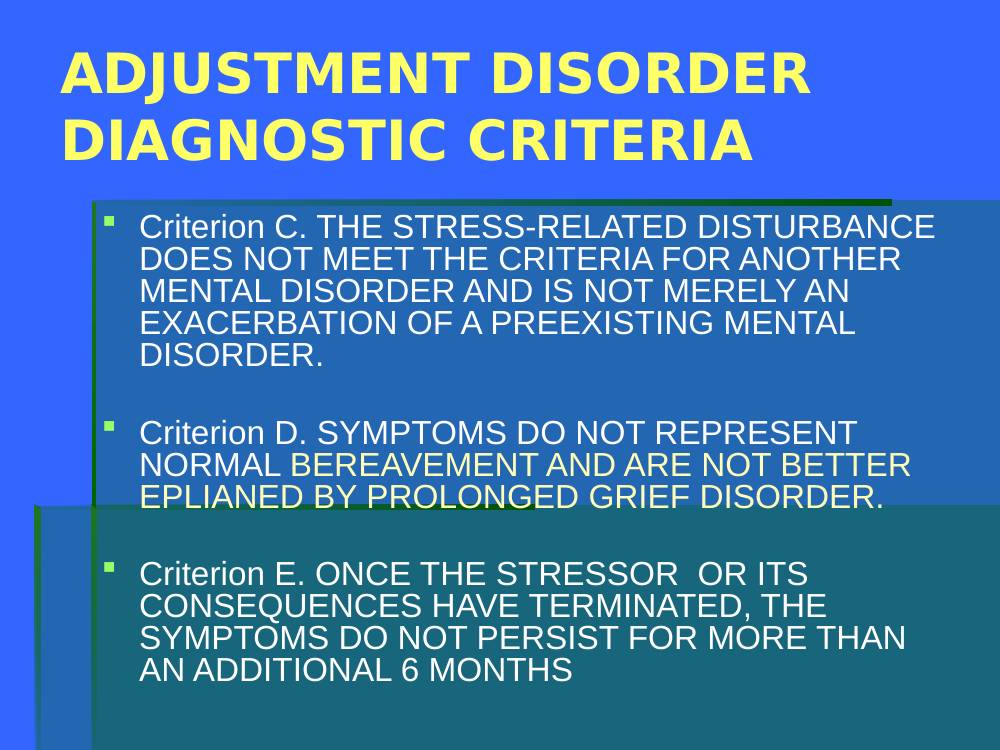 ADJUSTMENT DISORDER
DIAGNOSTIC CRITERIA
Criterion C. THE STRESS-RELATED DISTURBANCE
DOES NOT MEET THE CRITERIA FOR ANOTHER
MENTAL DISORDER AND IS NOT MERELY AN
EXACERBATION OF A PREEXISTING MENTAL
DISORDER.
Criterion D. SYMPTOMS DO NOT REPRESENT
NORMAL BEREAVEMENT AND ARE NOT BETTER
EPLIANED BY PROLONGED GRIEF DISORDER.
Criterion E. ONCE THE STRESSOR  OR ITS
CONSEQUENCES HAVE TERMINATED, THE
SYMPTOMS DO NOT PERSIST FOR MORE THAN
AN ADDITIONAL 6 MONTHS